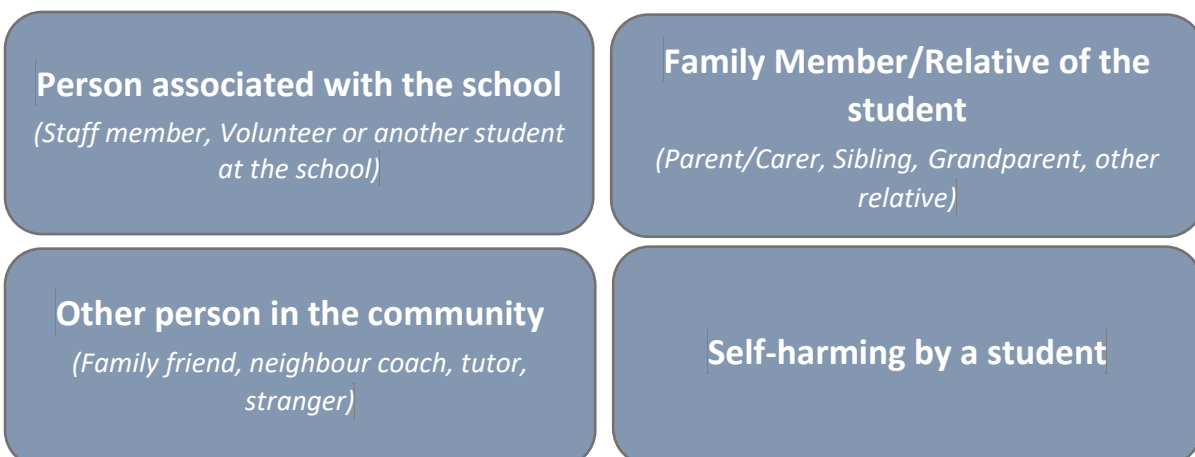 Person associated with the school
(Staff member, Volunteer or another student
at the school)
Family Member/Relative of the
student
(Parent/Carer, Sibling, Grandparent, other
relative)
Other person in the community
(Family friend, neighbour coach, tutor,
stranger)
Self-harming by a student